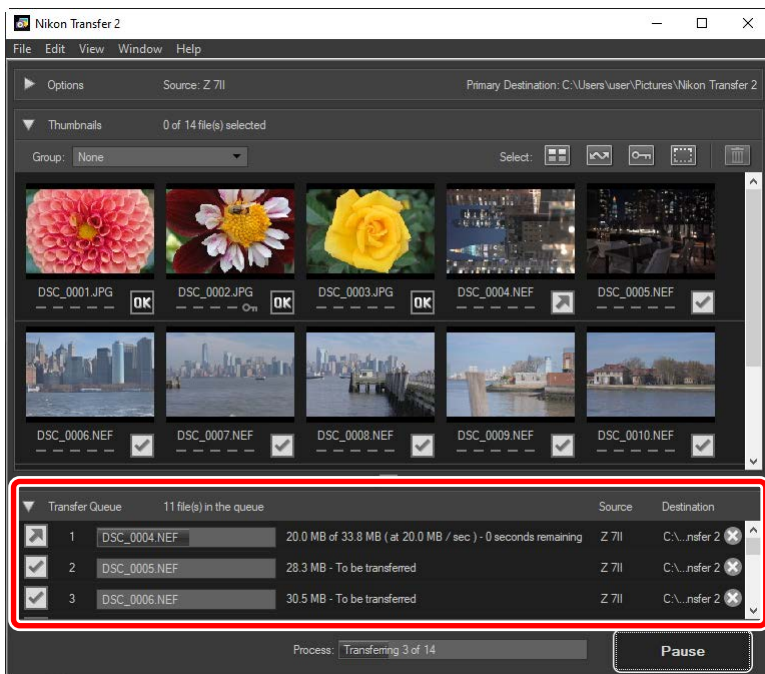 Nikon Transfer 2
File Edit View Window Help
Options Source: Z 7II Primary Destination: C:\Users\user\Pictures\Nikon Transfer 2
Thumbnails 0 of 14 file(s) selected
Group: None Select:
DSC_0001.JPG OK DSC_0002.JPG OK DSC_0003.JPG OK DSC_0004.NEF DSC_0005.NEF
DSC_0006.NEF DSC_0007.NEF DSC_0008.NEF DSC_0009.NEF DSC_0010.NEF
Transfer Queue 11 file(s) in the queue Source Destination
1 DSC_0004.NEF 20.0 MB of 33.8 MB ( at 20.0 MB / sec ) - 0 seconds remaining Z 7II C:\...nsfer 2
2 DSC_0005.NEF 28.3 MB - To be transferred Z 7II C:\...nsfer 2
3 DSC_0006.NEF 30.5 MB - To be transferred Z 7II C:\...nsfer 2
Process: Transferring 3 of 14 Pause